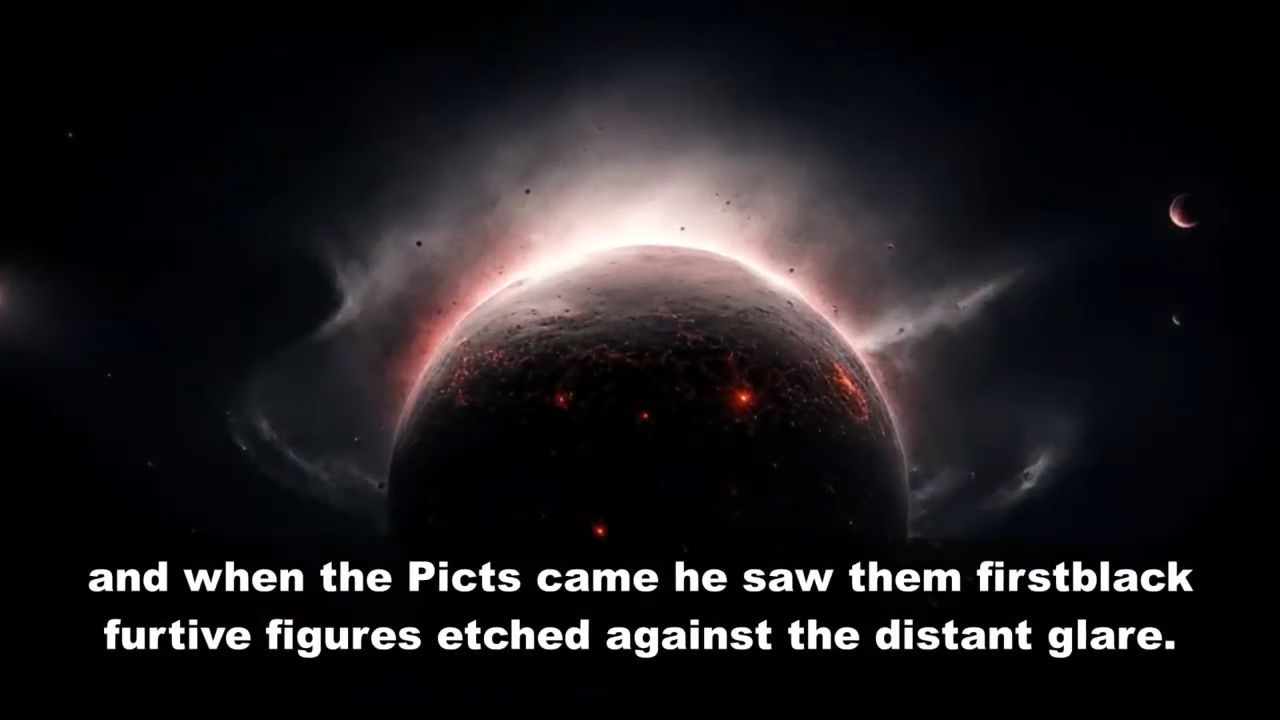 and when the Picts came he saw them firstblack
furtive figures etched against the distant glare.